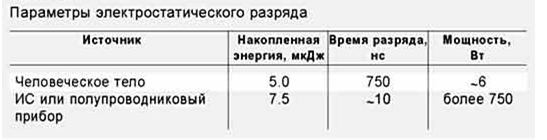 Параметры электростатического разряда
Источник Накопленная энергия, мкДж Время разряда, нс Мощность, Вт
Человеческое тело 5.0 750 ~6
ИС или полупроводниковый 7.5 ~10 более 750
прибор